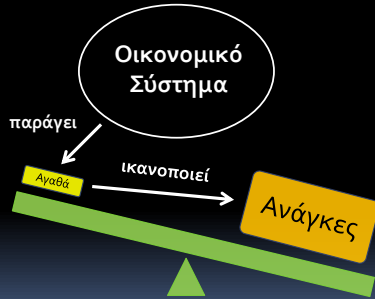 Οικονομικό
Σύστημα
παράγει
Αγαθά
ικανοποιεί
Ανάγκες